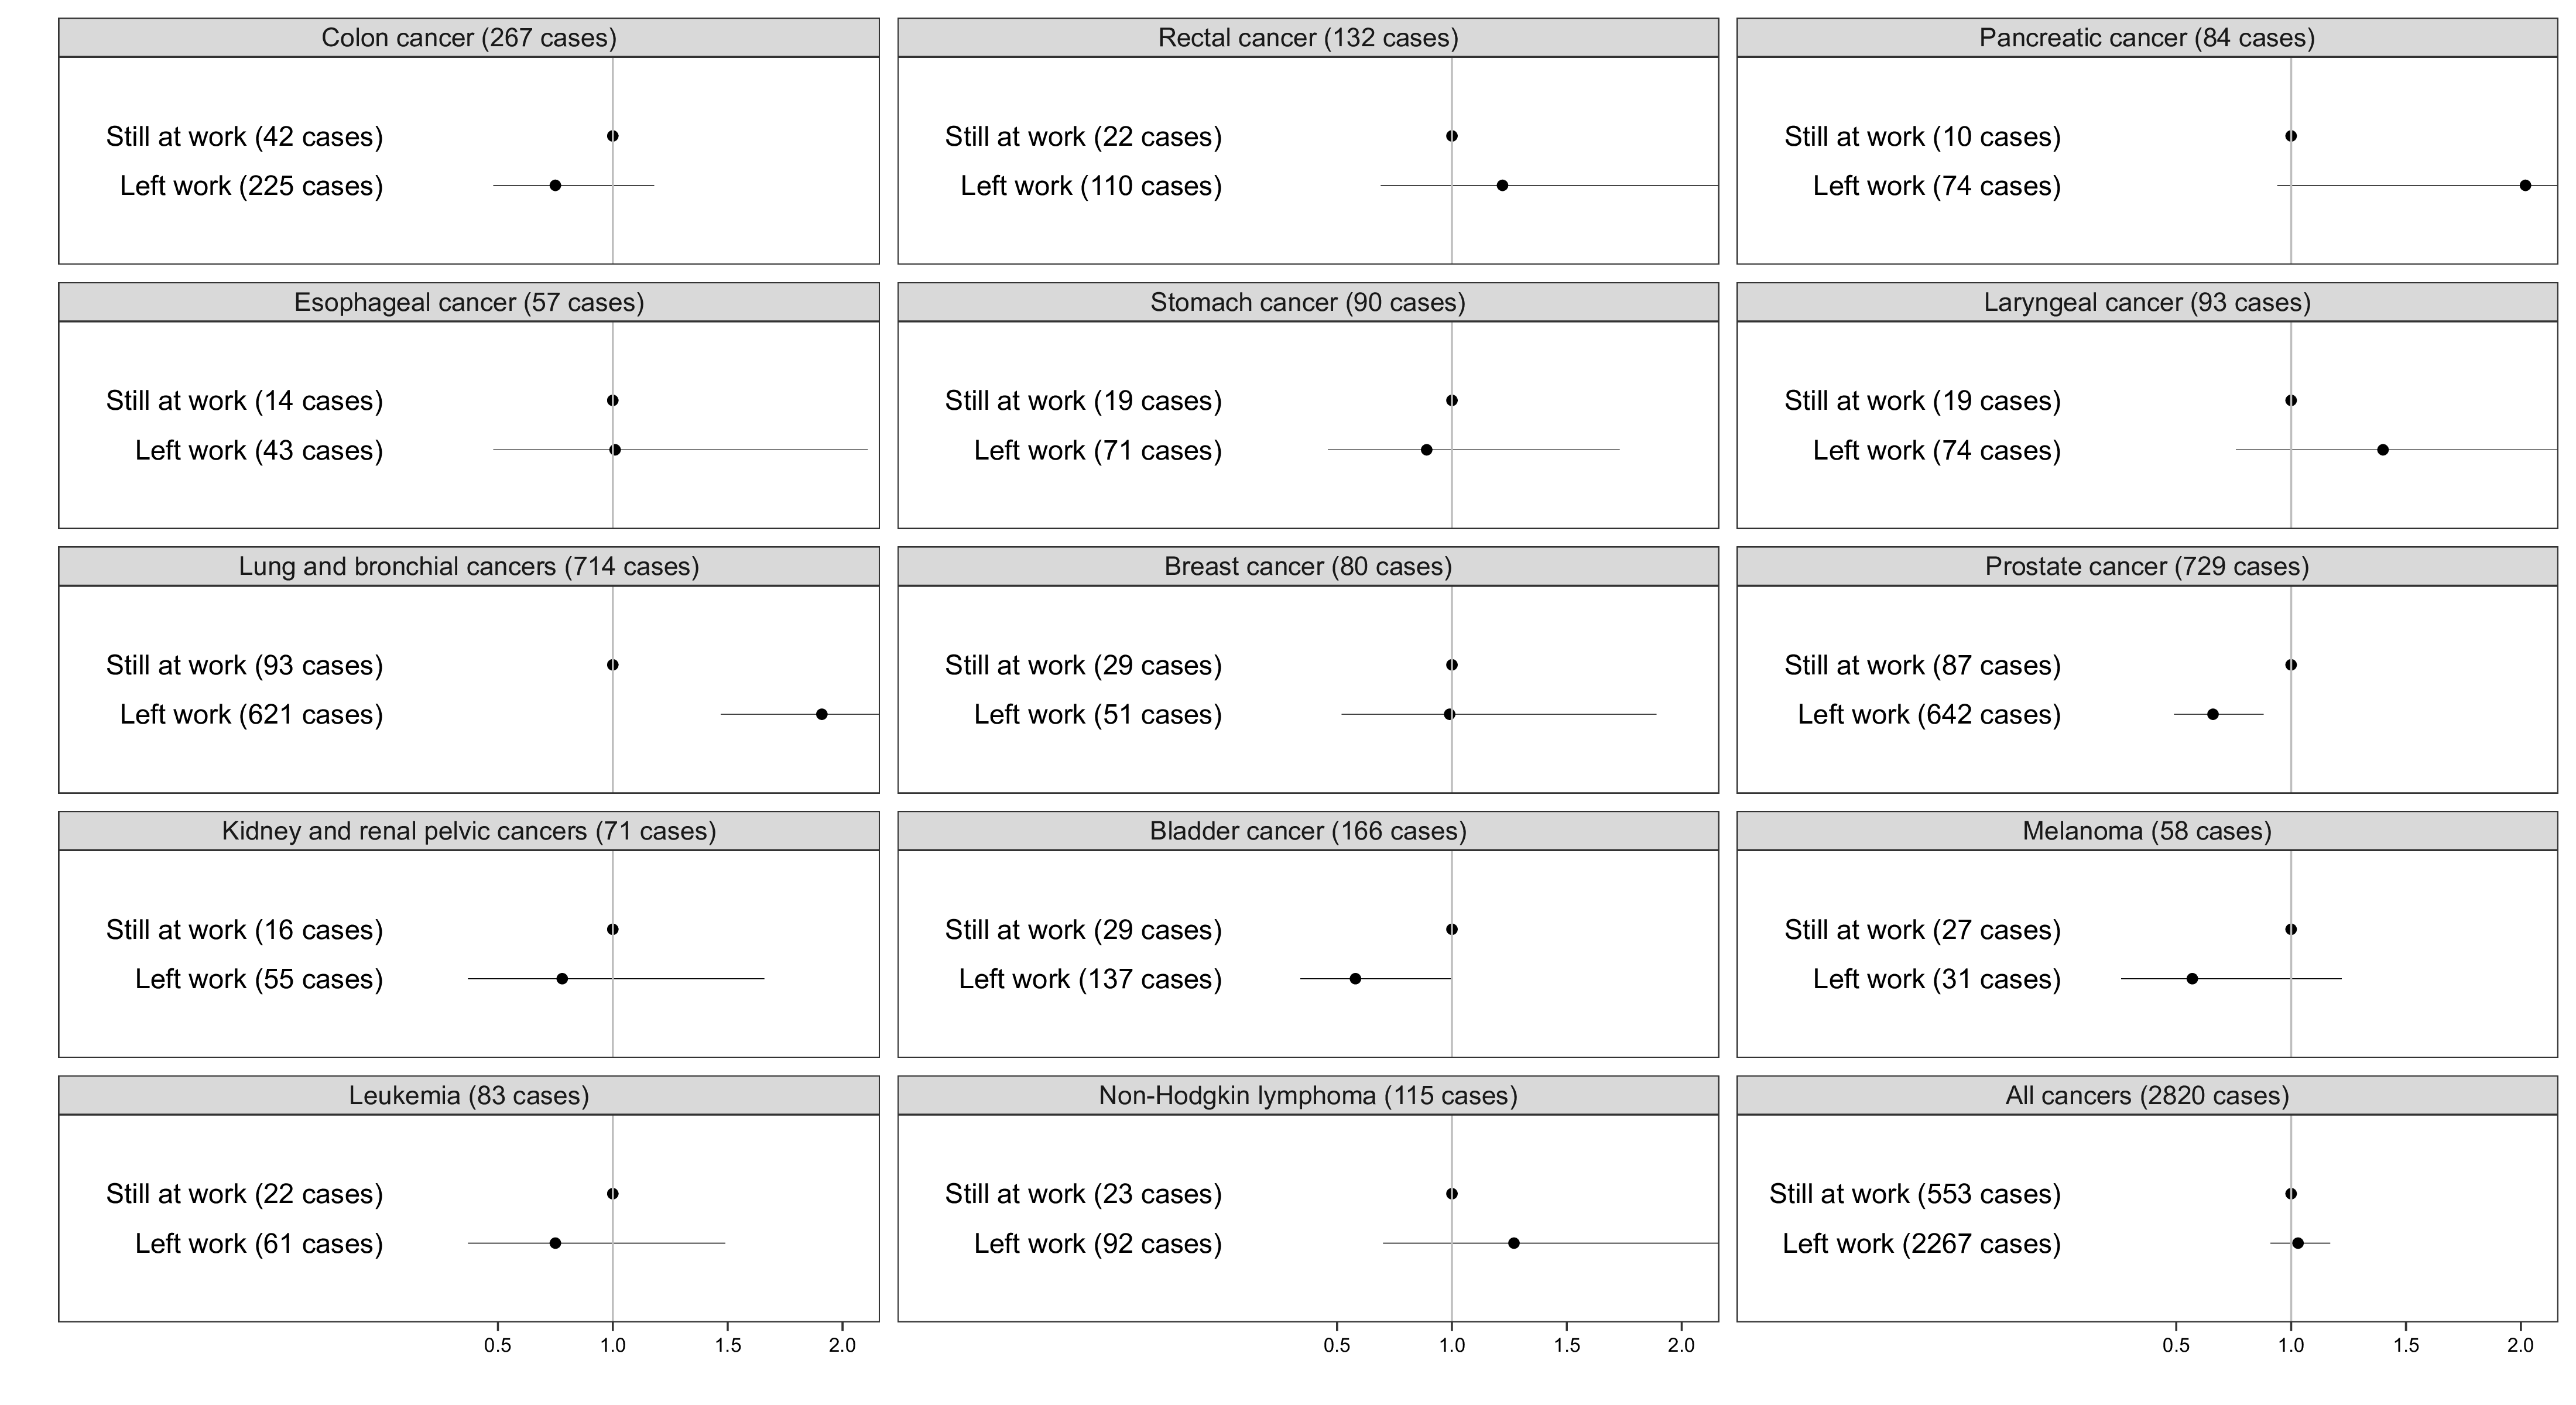 Colon cancer (267 cases)
Still at work (42 cases)
Left work (225 cases)
Rectal cancer (132 cases)
Still at work (22 cases)
Left work (110 cases)
Pancreatic cancer (84 cases)
Still at work (10 cases)
Left work (74 cases)
Esophageal cancer (57 cases)
Still at work (14 cases)
Left work (43 cases)
Stomach cancer (90 cases)
Still at work (19 cases)
Left work (71 cases)
Laryngeal cancer (93 cases)
Still at work (19 cases)
Left work (74 cases)
Lung and bronchial cancers (714 cases)
Still at work (93 cases)
Left work (621 cases)
Breast cancer (80 cases)
Still at work (29 cases)
Left work (51 cases)
Prostate cancer (729 cases)
Still at work (87 cases)
Left work (642 cases)
Kidney and renal pelvic cancers (71 cases)
Still at work (16 cases)
Left work (55 cases)
Bladder cancer (166 cases)
Still at work (29 cases)
Left work (137 cases)
Melanoma (58 cases)
Still at work (27 cases)
Left work (31 cases)
Leukemia (83 cases)
Still at work (22 cases)
Left work (61 cases)
Non-Hodgkin lymphoma (115 cases)
Still at work (23 cases)
Left work (92 cases)
All cancers (2820 cases)
Still at work (553 cases)
Left work (2267 cases)
0.5 1.0 1.5 2.0
0.5 1.0 1.5 2.0
0.5 1.0 1.5 2.0